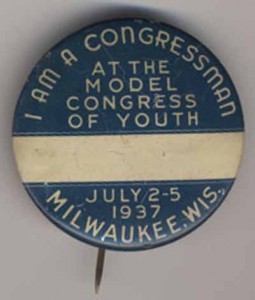 I AM A CONGRESSMAN
AT THE
MODEL
CONGRESS
OF YOUTH
JULY 2-5
1937
MILWAUKEE, WIS.